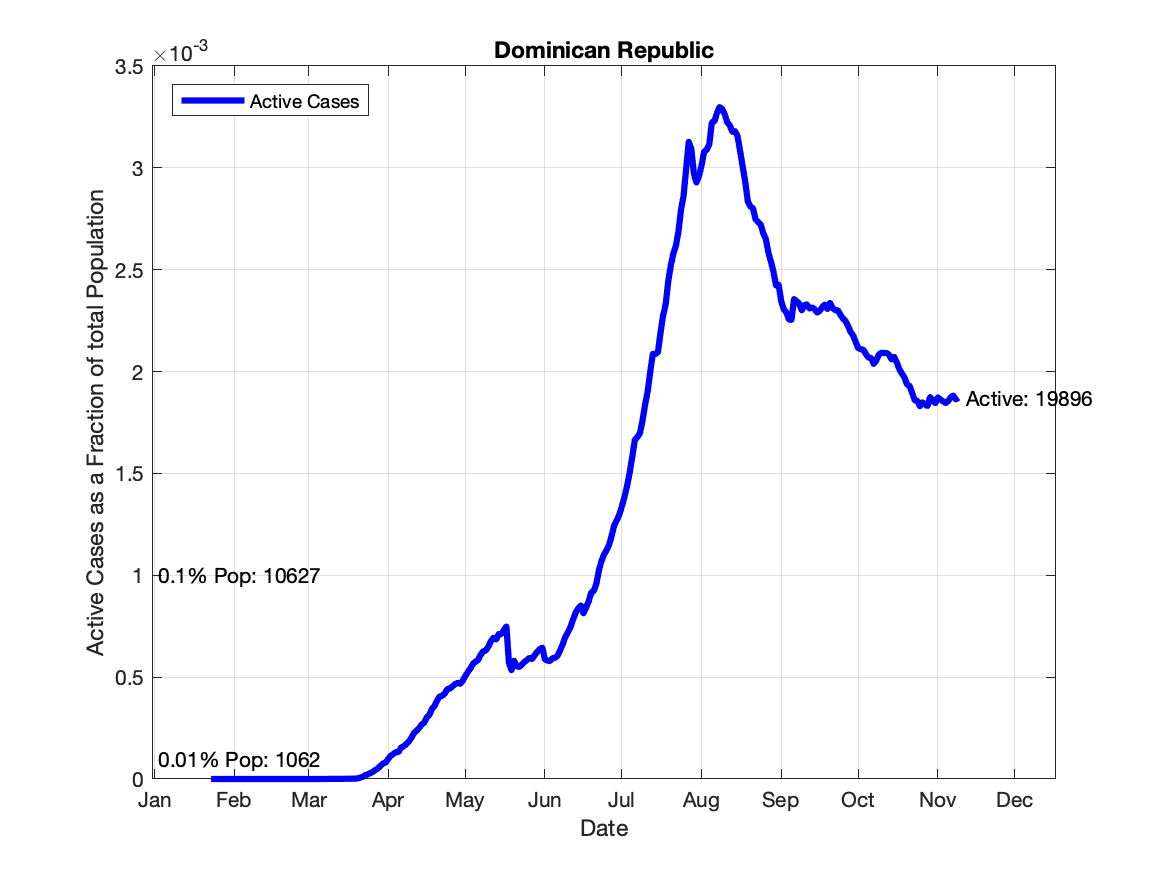 Dominican Republic
×10-3
3.5
3
2.5
2
1.5
1
0.5
0
Active Cases as a Fraction of total Population
Active Cases
Active: 19896
0.1% Pop: 10627
0.01% Pop: 1062
Jan Feb Mar Apr May Jun Jul Aug Sep Oct Nov Dec
Date